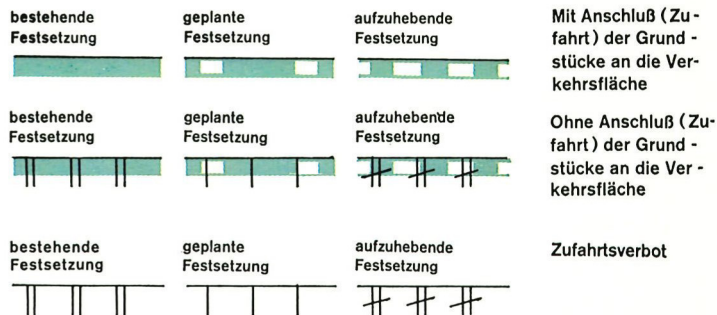 bestehende
Festsetzung
geplante
Festsetzung
aufzuhebende
Festsetzung
Mit Anschluß (Zu -
fahrt) der Grund -
stücke an die Ver-
kehrsfläche
bestehende
Festsetzung
geplante
Festsetzung
aufzuhebende
Festsetzung
Ohne Anschluß (Zu-
fahrt) der Grund -
stücke an die Ver -
kehrsfläche
bestehende
Festsetzung
geplante
Festsetzung
aufzuhebende
Festsetzung
Zufahrtsverbot